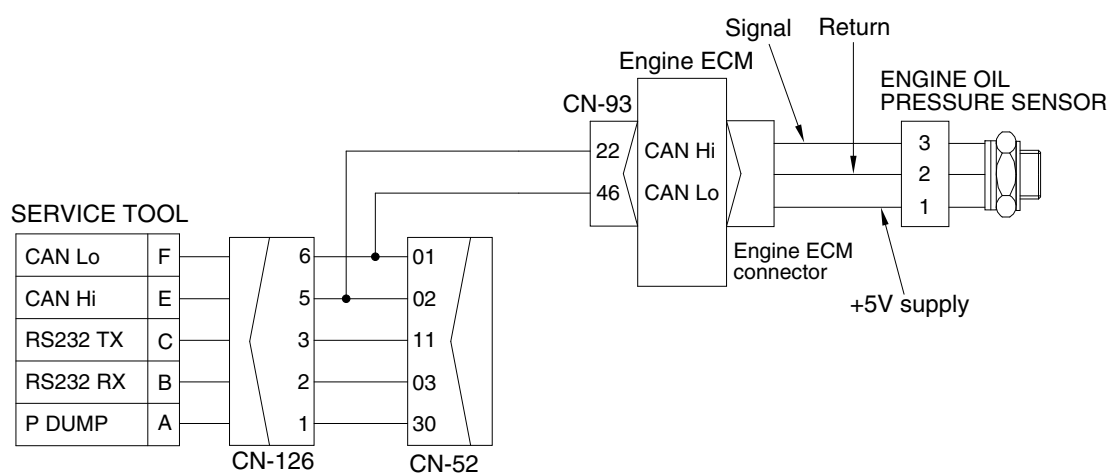 Signal Return
Engine ECM
ENGINE OIL
PRESSURE SENSOR
CN-93
22 CAN Hi 3
46 CAN Lo 2
1
Engine ECM
connector
+5V supply
SERVICE TOOL
CAN Lo F 6 01
CAN Hi E 5 02
RS232 TX C 3 11
RS232 RX B 2 03
P DUMP A 1 30
CN-126 CN-52